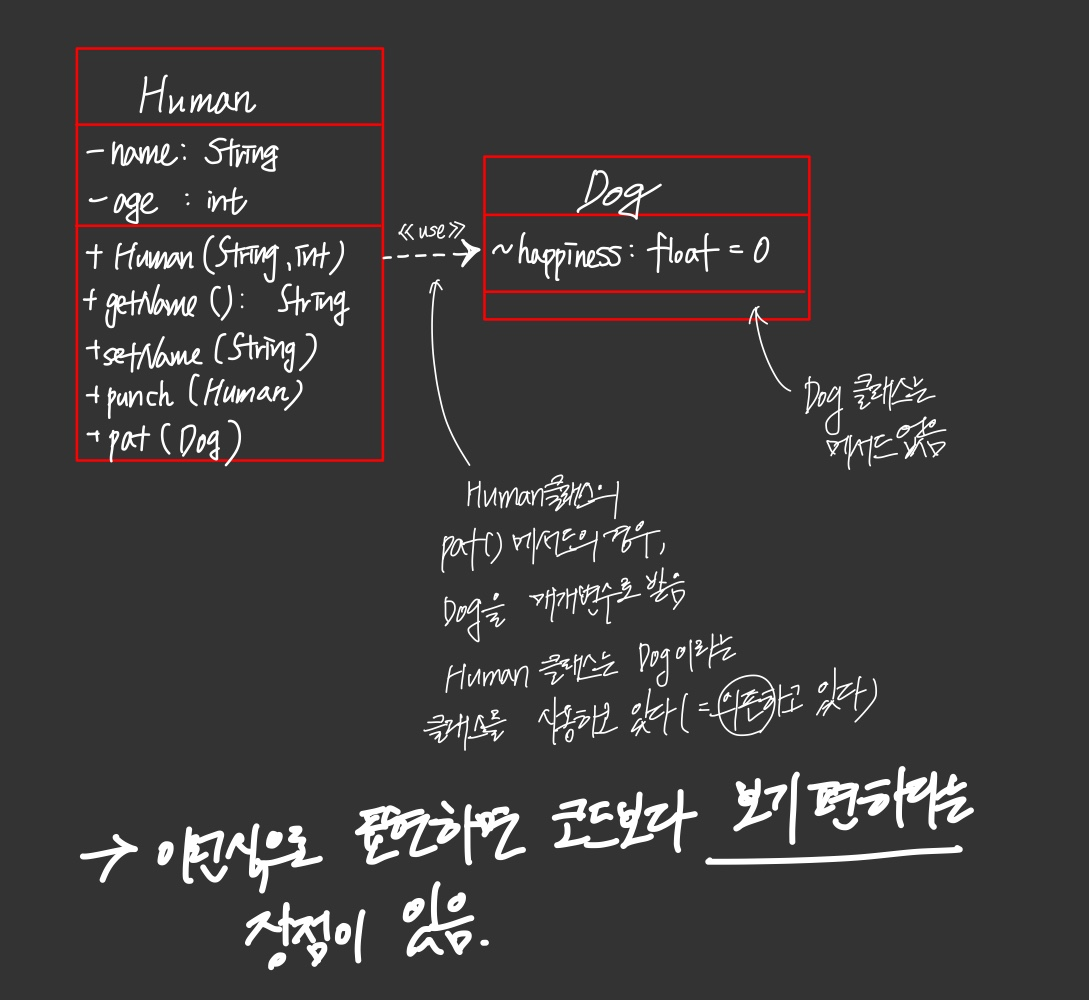 Human
- name: String
- age : int
+ Human (String, int)
+ getName (): String
+ setName (String)
+ punch (Human)
+ pat (Dog)
≪use≫
Dog
~happiness: float = 0
Dog 클래스는
메서드 없음
Human클래스의
pat() 메서드의 경우,
Dog을 매개변수로 받음
Human 클래스는 Dog이라는
클래스를 사용하고 있다 (=의존하고 있다)
→ 이런식으로 표현하면 코드보다 보기 편하다는
장점이 있음.